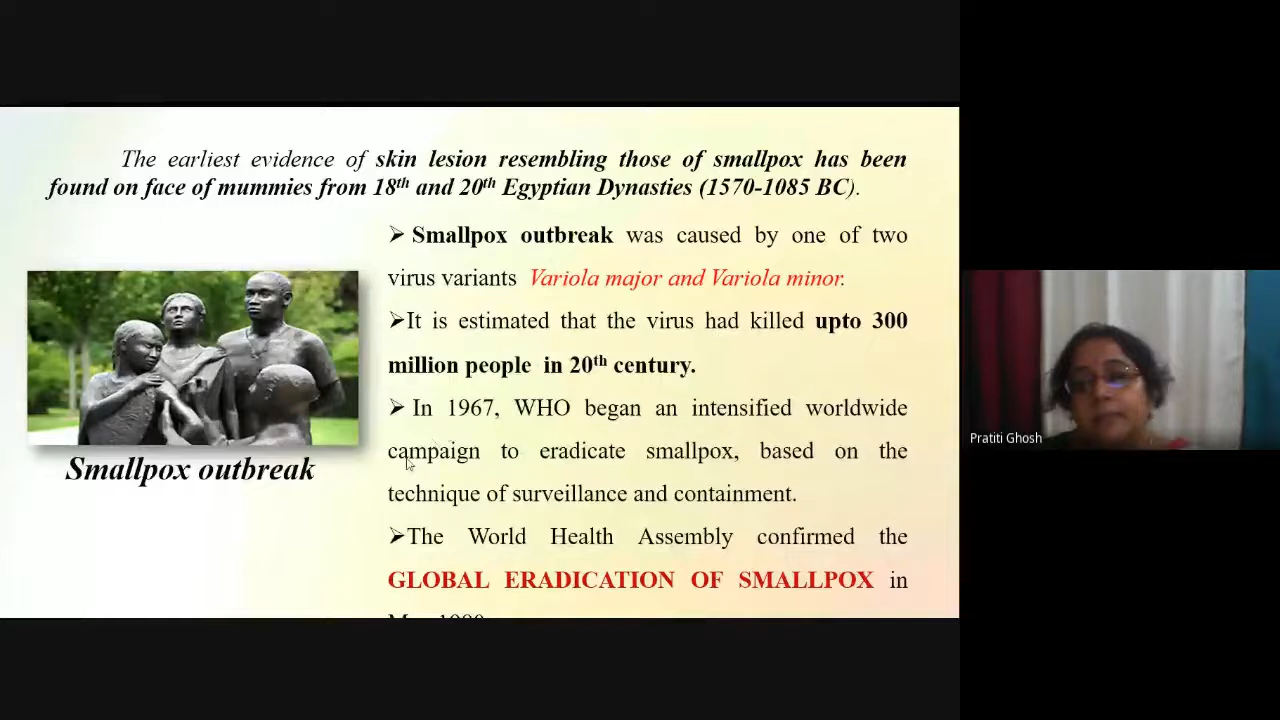 The earliest evidence of skin lesion resembling those of smallpox has been
found on face of mummies from 18th and 20th Egyptian Dynasties (1570-1085 BC).
➢ Smallpox outbreak was caused by one of two
virus variants Variola major and Variola minor.
➢It is estimated that the virus had killed upto 300
million people in 20th century.
➢ In 1967, WHO began an intensified worldwide
campaign to eradicate smallpox, based on the
technique of surveillance and containment.
➢The World Health Assembly confirmed the
GLOBAL ERADICATION OF SMALLPOX in
Smallpox outbreak
Pratiti Ghosh